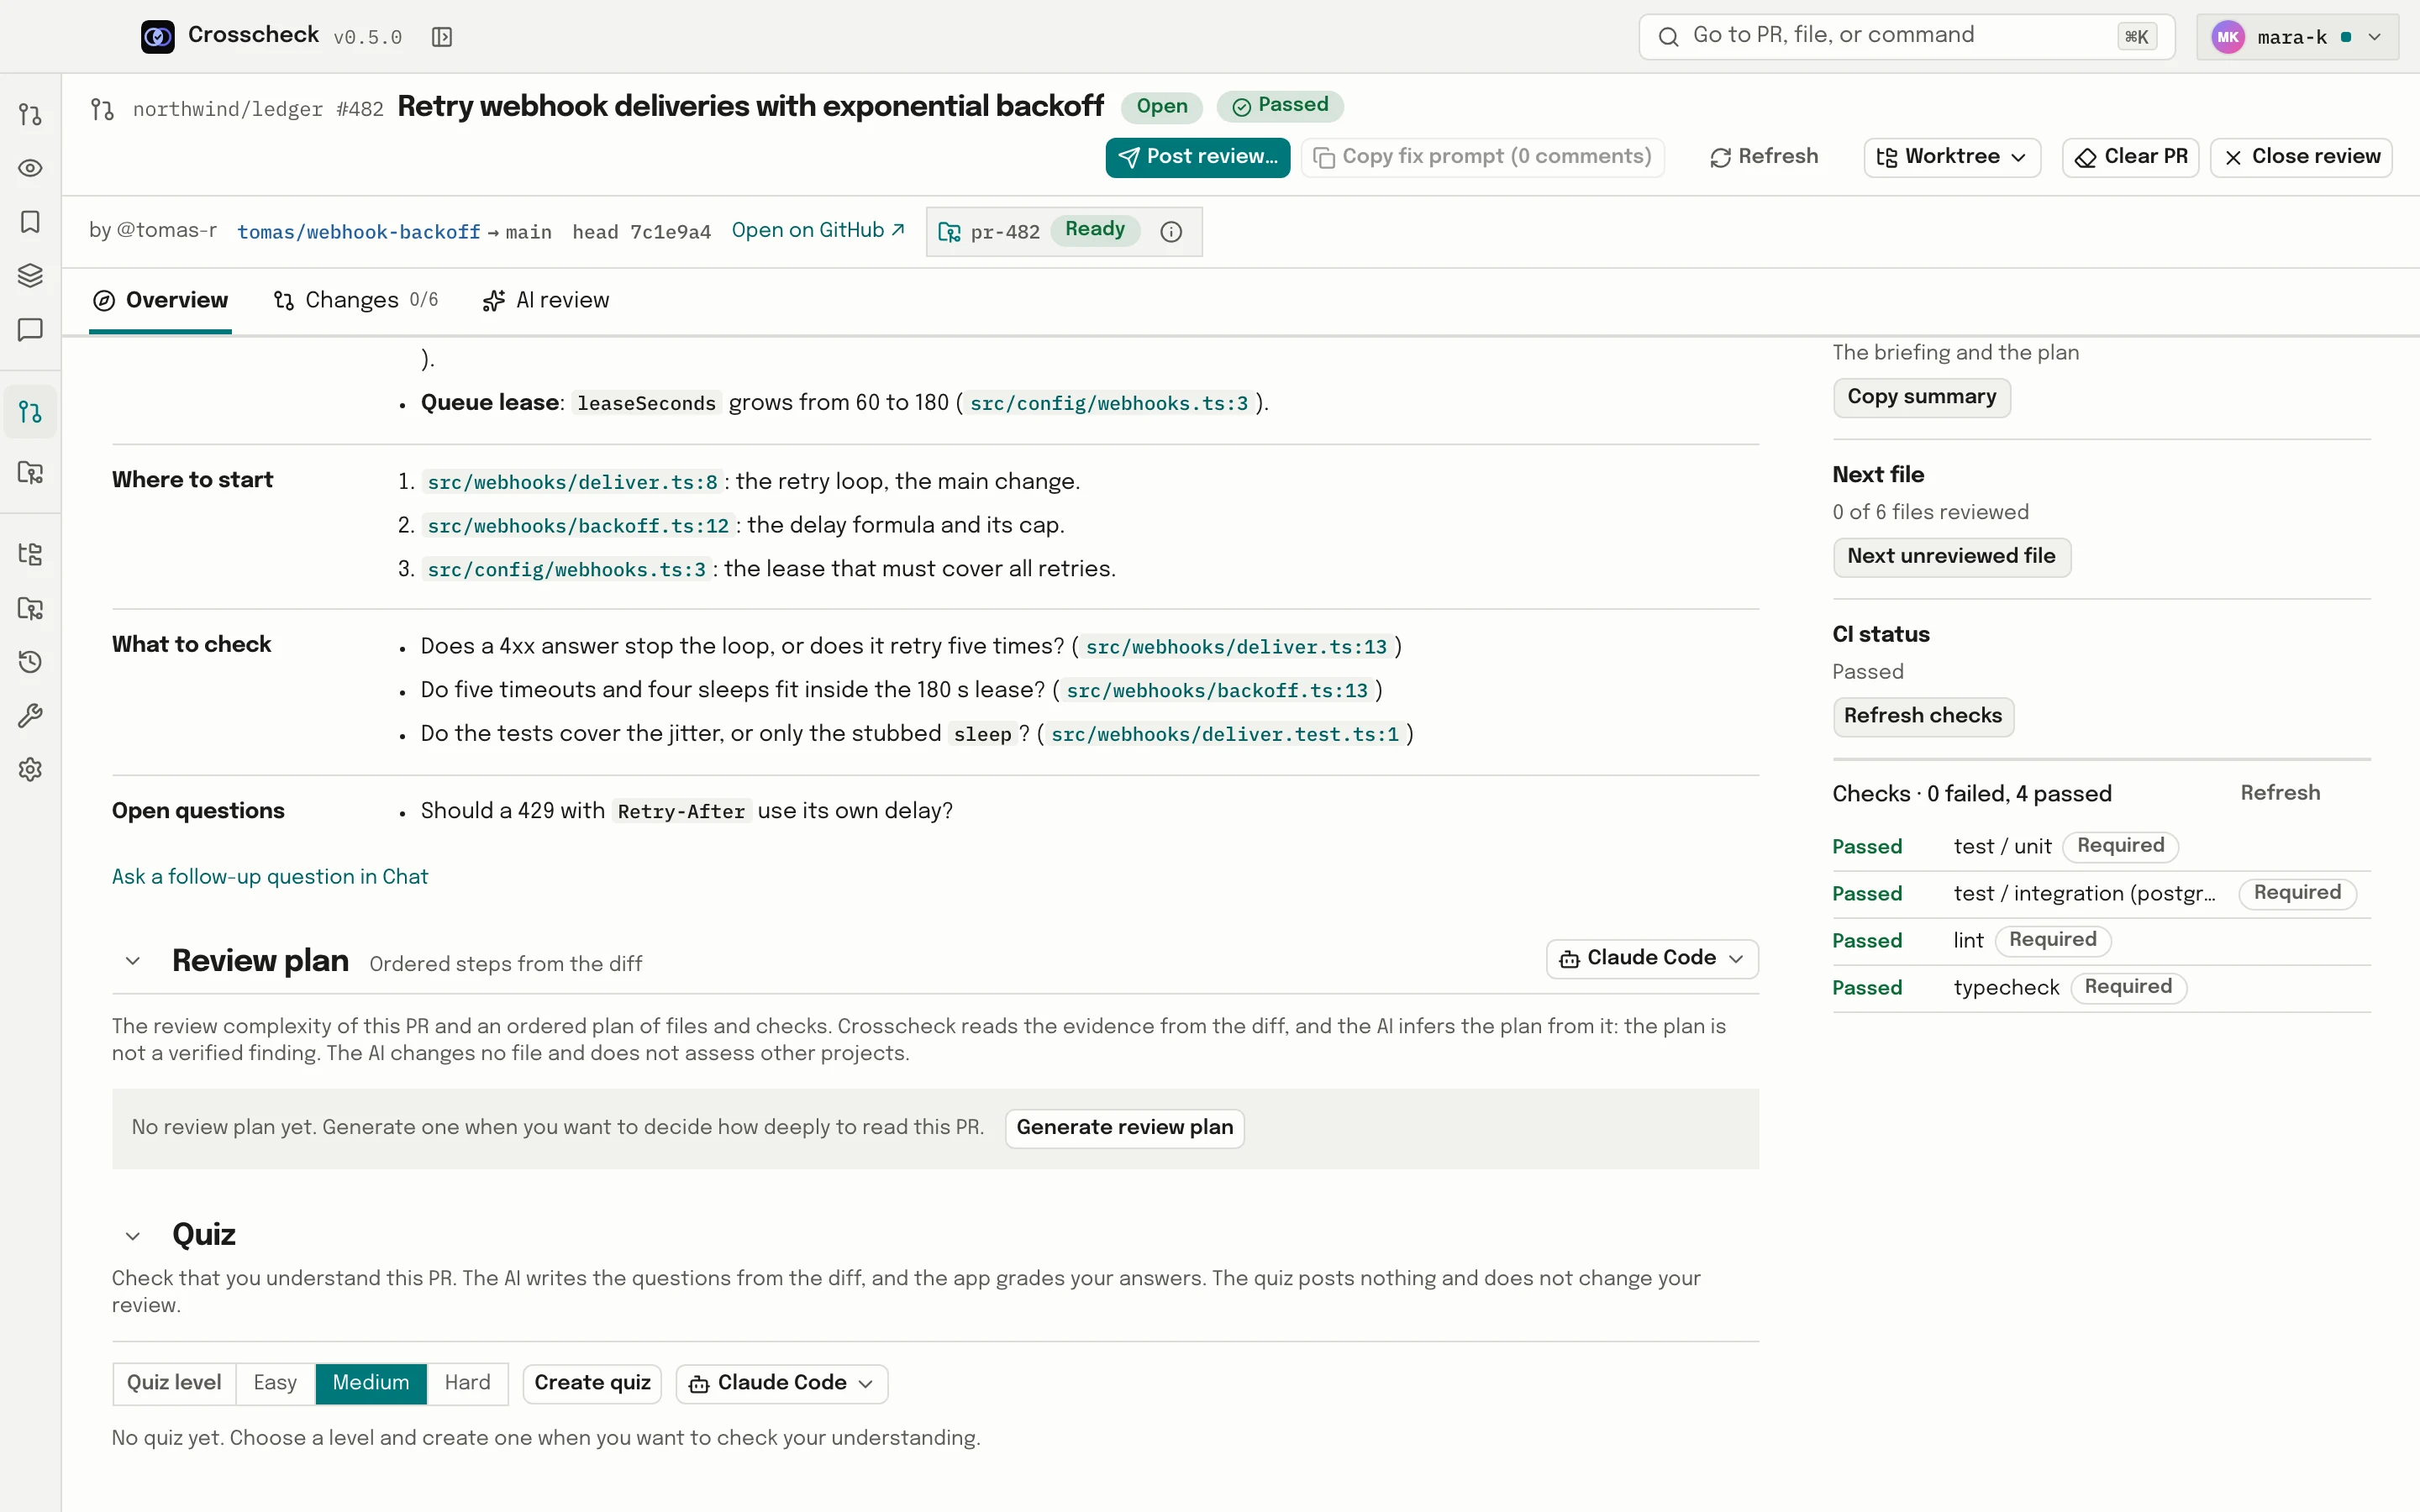 Crosscheck v0.5.0
Go to PR, file, or command ⌘K
MK mara-k
northwind/ledger #482 Retry webhook deliveries with exponential backoff Open Passed
Post review… Copy fix prompt (0 comments) Refresh Worktree Clear PR Close review
by @tomas-r tomas/webhook-backoff → main head 7c1e9a4 Open on GitHub ↗ pr-482 Ready
Overview Changes 0/6 AI review
).
• Queue lease: leaseSeconds grows from 60 to 180 ( src/config/webhooks.ts:3 ).
Where to start
1. src/webhooks/deliver.ts:8 : the retry loop, the main change.
2. src/webhooks/backoff.ts:12 : the delay formula and its cap.
3. src/config/webhooks.ts:3 : the lease that must cover all retries.
What to check
• Does a 4xx answer stop the loop, or does it retry five times? ( src/webhooks/deliver.ts:13 )
• Do five timeouts and four sleeps fit inside the 180 s lease? ( src/webhooks/backoff.ts:13 )
• Do the tests cover the jitter, or only the stubbed sleep ? ( src/webhooks/deliver.test.ts:1 )
Open questions
• Should a 429 with Retry-After use its own delay?
Ask a follow-up question in Chat
Review plan Ordered steps from the diff Claude Code
The review complexity of this PR and an ordered plan of files and checks. Crosscheck reads the evidence from the diff, and the AI infers the plan from it: the plan is
not a verified finding. The AI changes no file and does not assess other projects.
No review plan yet. Generate one when you want to decide how deeply to read this PR. Generate review plan
Quiz
Check that you understand this PR. The AI writes the questions from the diff, and the app grades your answers. The quiz posts nothing and does not change your
review.
Quiz level Easy Medium Hard Create quiz Claude Code
No quiz yet. Choose a level and create one when you want to check your understanding.
The briefing and the plan
Copy summary
Next file
0 of 6 files reviewed
Next unreviewed file
CI status
Passed
Refresh checks
Checks · 0 failed, 4 passed Refresh
Passed test / unit Required
Passed test / integration (postgr… Required
Passed lint Required
Passed typecheck Required